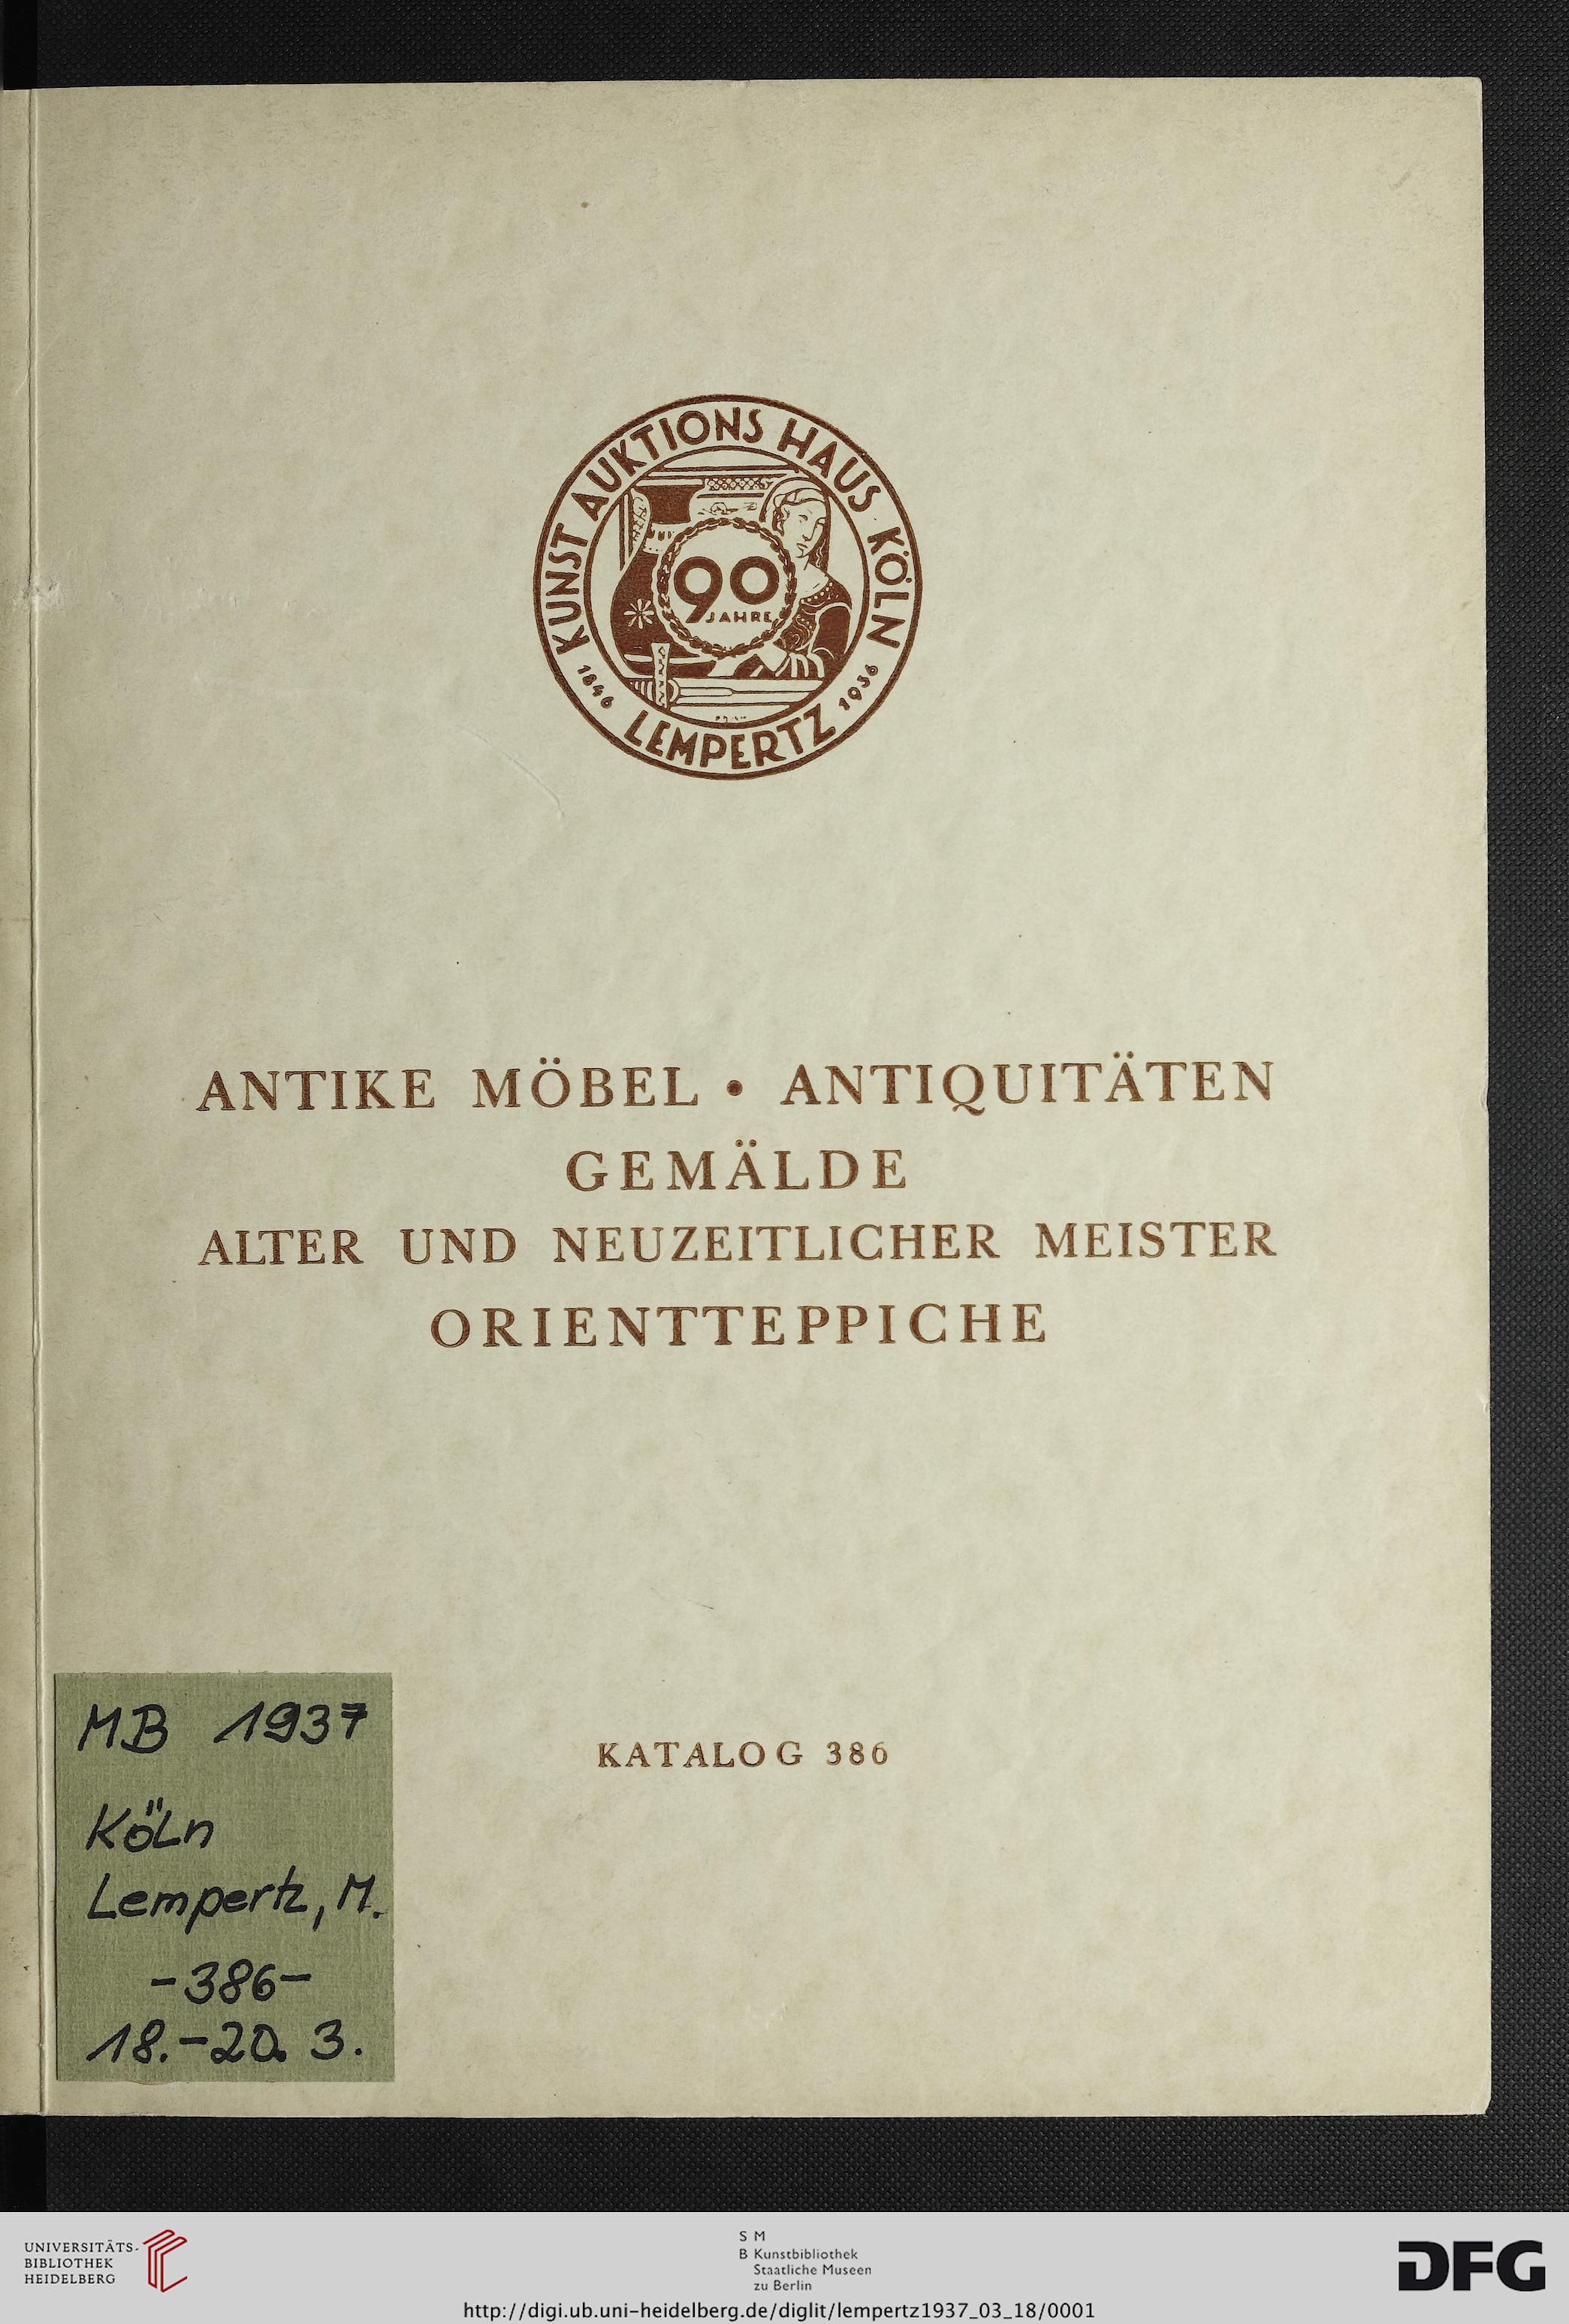 KUNST AUKTIONS HAUS KÖLN
90
JAHRE
1846
1936
LEMPERTZ
ANTIKE MÖBEL • ANTIQUITÄTEN
GEMÄLDE
ALTER UND NEUZEITLICHER MEISTER
ORIENTTEPPICHE
KATALOG 386
MB 1937
Köln
Lempertz, M.
-386-
18.-20. 3.
UNIVERSITÄTS-
BIBLIOTHEK
HEIDELBERG
S M
B Kunstbibliothek
Staatliche Museen
zu Berlin
DFG
http://digi.ub.uni-heidelberg.de/diglit/lempertz1937_03_18/0001